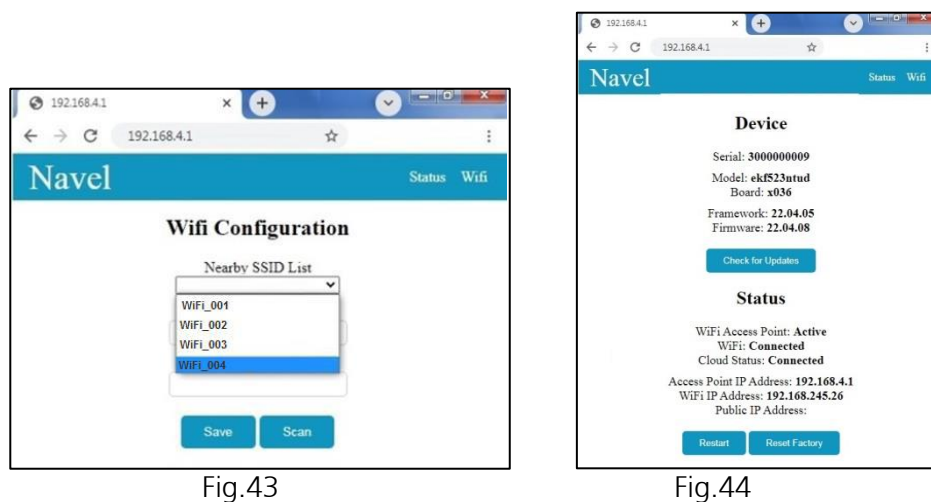 192.168.4.1
192.168.4.1
Navel
Status Wifi
Wifi Configuration
Nearby SSID List
WiFi_001
WiFi_002
WiFi_003
WiFi_004
Save Scan
Fig.43
192.168.4.1
192.168.4.1
Navel
Status Wifi
Device
Serial: 3000000009
Model: ekf523ntud
Board: x036
Framework: 22.04.05
Firmware: 22.04.08
Check for Updates
Status
WiFi Access Point: Active
WiFi: Connected
Cloud Status: Connected
Access Point IP Address: 192.168.4.1
WiFi IP Address: 192.168.245.26
Public IP Address:
Restart Reset Factory
Fig.44